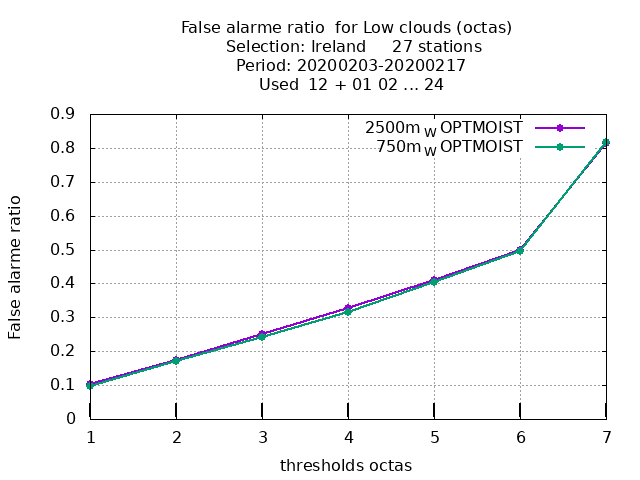 False alarme ratio for Low clouds (octas)
Selection: Ireland 27 stations
Period: 20200203-20200217
Used 12 + 01 02 ... 24
2500m W OPTMOIST
750m W OPTMOIST
False alarme ratio
0.9
0.8
0.7
0.6
0.5
0.4
0.3
0.2
0.1
0
1 2 3 4 5 6 7
thresholds octas